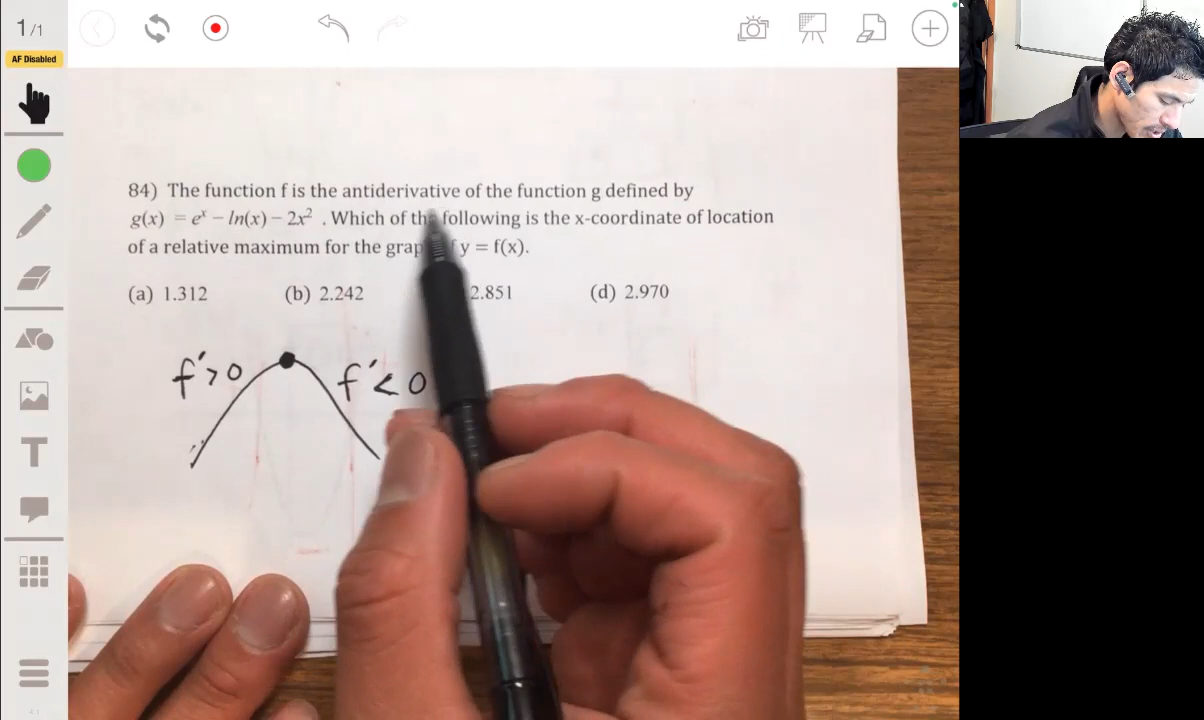 1/1
AF Disabled
T
84) The function f is the antiderivative of the function g defined by
g(x) = eˣ − ln(x) − 2x² . Which of the following is the x-coordinate of location
of a relative maximum for the grap y = f(x).
(a) 1.312 (b) 2.242 2.851 (d) 2.970
f′>0 f′<0